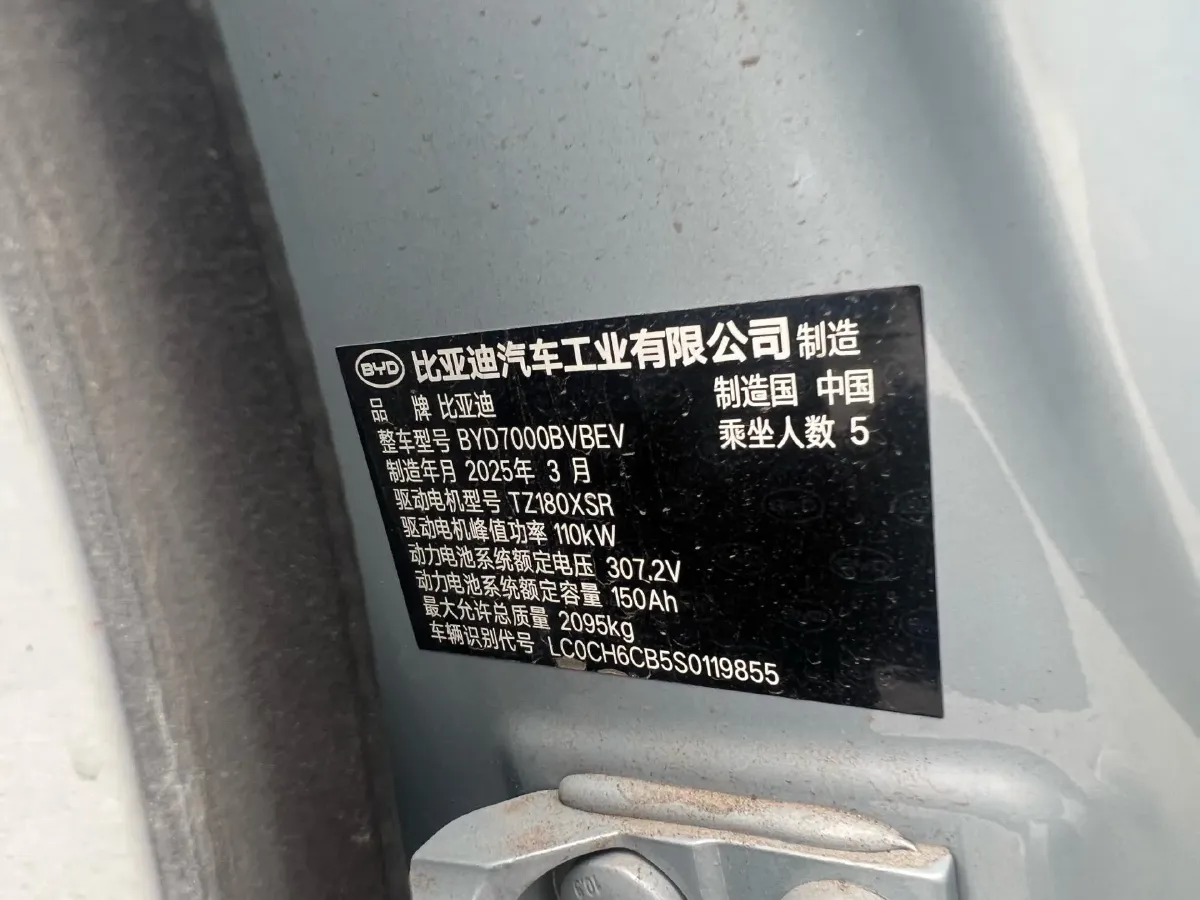 BYD 比亚迪汽车工业有限公司 制造
品 牌 比亚迪 制造国 中国
整车型号 BYD7000BVBEV 乘坐人数 5
制造年月 2025年 3 月
驱动电机型号 TZ180XSR
驱动电机峰值功率 110kW
动力电池系统额定电压 307.2V
动力电池系统额定容量 150Ah
最大允许总质量 2095kg
车辆识别代号 LC0CH6CB5S0119855
10.9